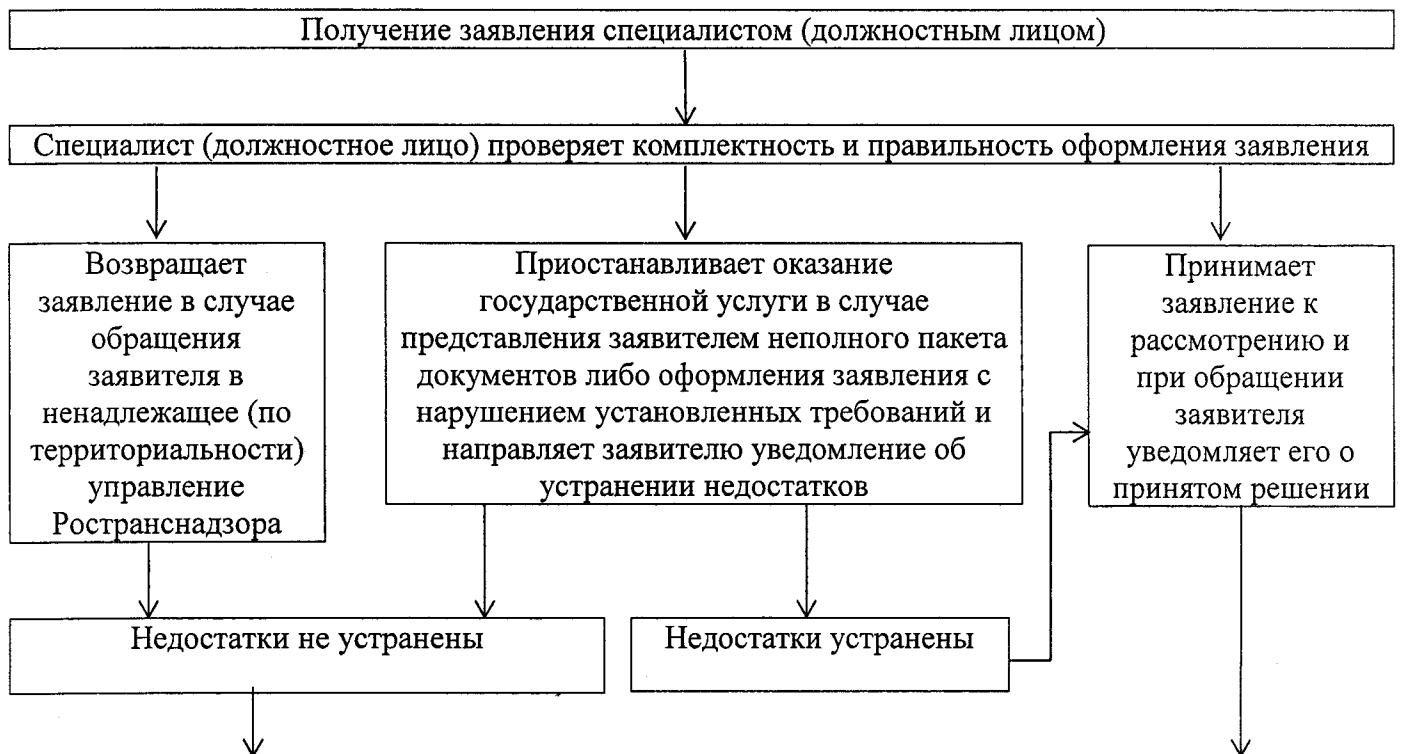 Получение заявления специалистом (должностным лицом)
Специалист (должностное лицо) проверяет комплектность и правильность оформления заявления
Возвращает
заявление в случае
обращения
заявителя в
ненадлежащее (по
территориальности)
управление
Ространснадзора
Приостанавливает оказание
государственной услуги в случае
представления заявителем неполного пакета
документов либо оформления заявления с
нарушением установленных требований и
направляет заявителю уведомление об
устранении недостатков
Принимает
заявление к
рассмотрению и
при обращении
заявителя
уведомляет его о
принятом решении
Недостатки не устранены
Недостатки устранены